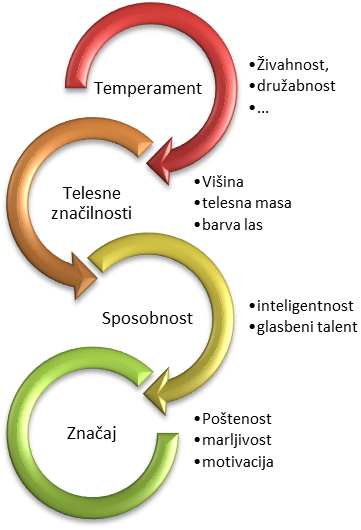 Temperament
•Živahnost,
•družabnost
•...
Telesne
značilnosti
•Višina
•telesna masa
•barva las
Sposobnost
•inteligentnost
•glasbeni talent
Značaj
•Poštenost
•marljivost
•motivacija